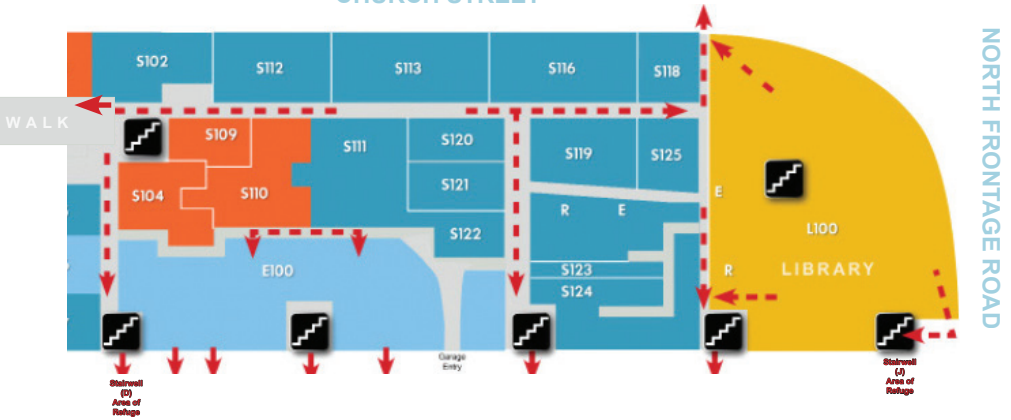 CHURCH STREET
NORTH FRONTAGE ROAD
S102
S112
S113
S116
S118
WALK
S109
S111
S120
S119
S125
S104
S110
S121
E
R E
S122
L100
E100
S123
R
LIBRARY
S124
Garage
Entry
Stairwell
(D)
Area of
Refuge
Stairwell
(J)
Area of
Refuge